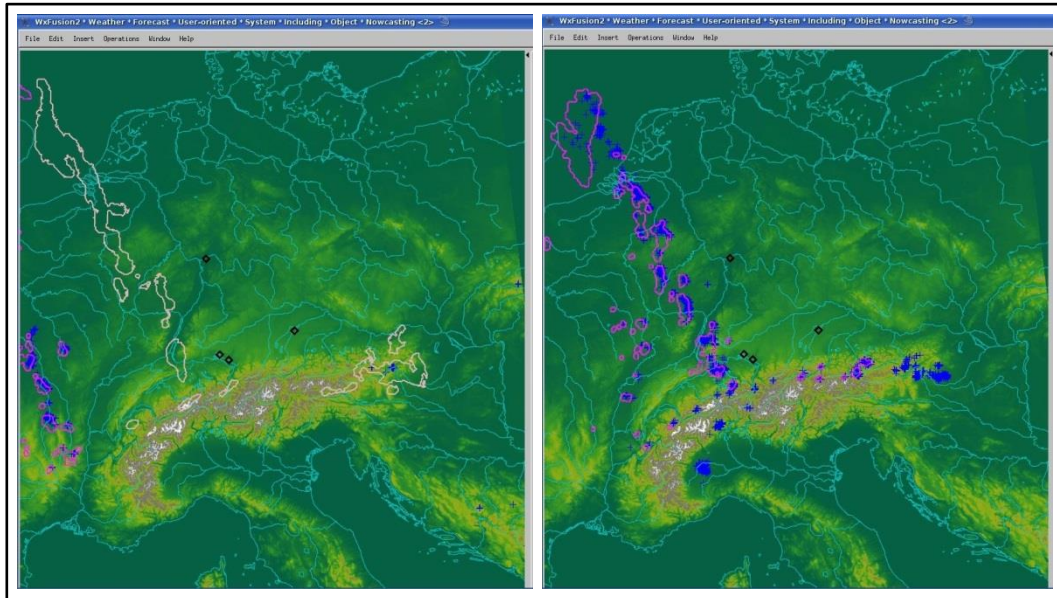 WxFusion2 * Weather * Forecast * User-oriented * System * Including * Object * Nowcasting <2>
File Edit Insert Operations Window Help
WxFusion2 * Weather * Forecast * User-oriented * System * Including * Object * Nowcasting <2>
File Edit Insert Operations Window Help